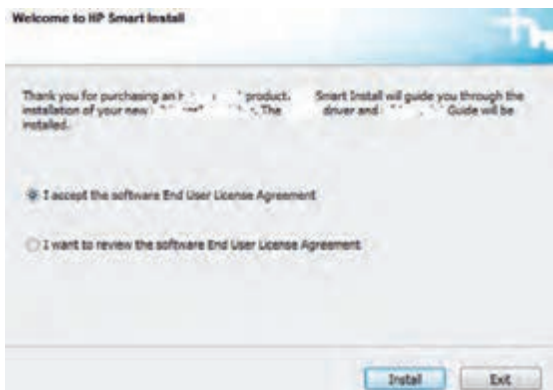 Welcome to HP Smart Install
Thank you for purchasing an product. Smart Install will guide you through the
installation of your new The driver and Guide will be
installed.
I accept the software End User License Agreement
I want to review the software End User License Agreement
Install Exit